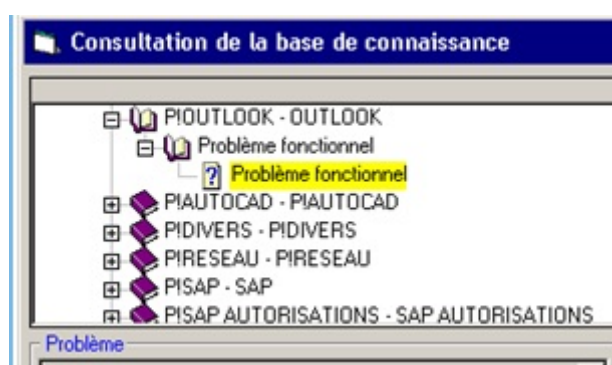 Consultation de la base de connaissance
P!OUTLOOK - OUTLOOK
Problème fonctionnel
Problème fonctionnel
P!AUTOCAD - P!AUTOCAD
P!DIVERS - P!DIVERS
P!RESEAU - P!RESEAU
P!SAP - SAP
P!SAP AUTORISATIONS - SAP AUTORISATIONS
Problème